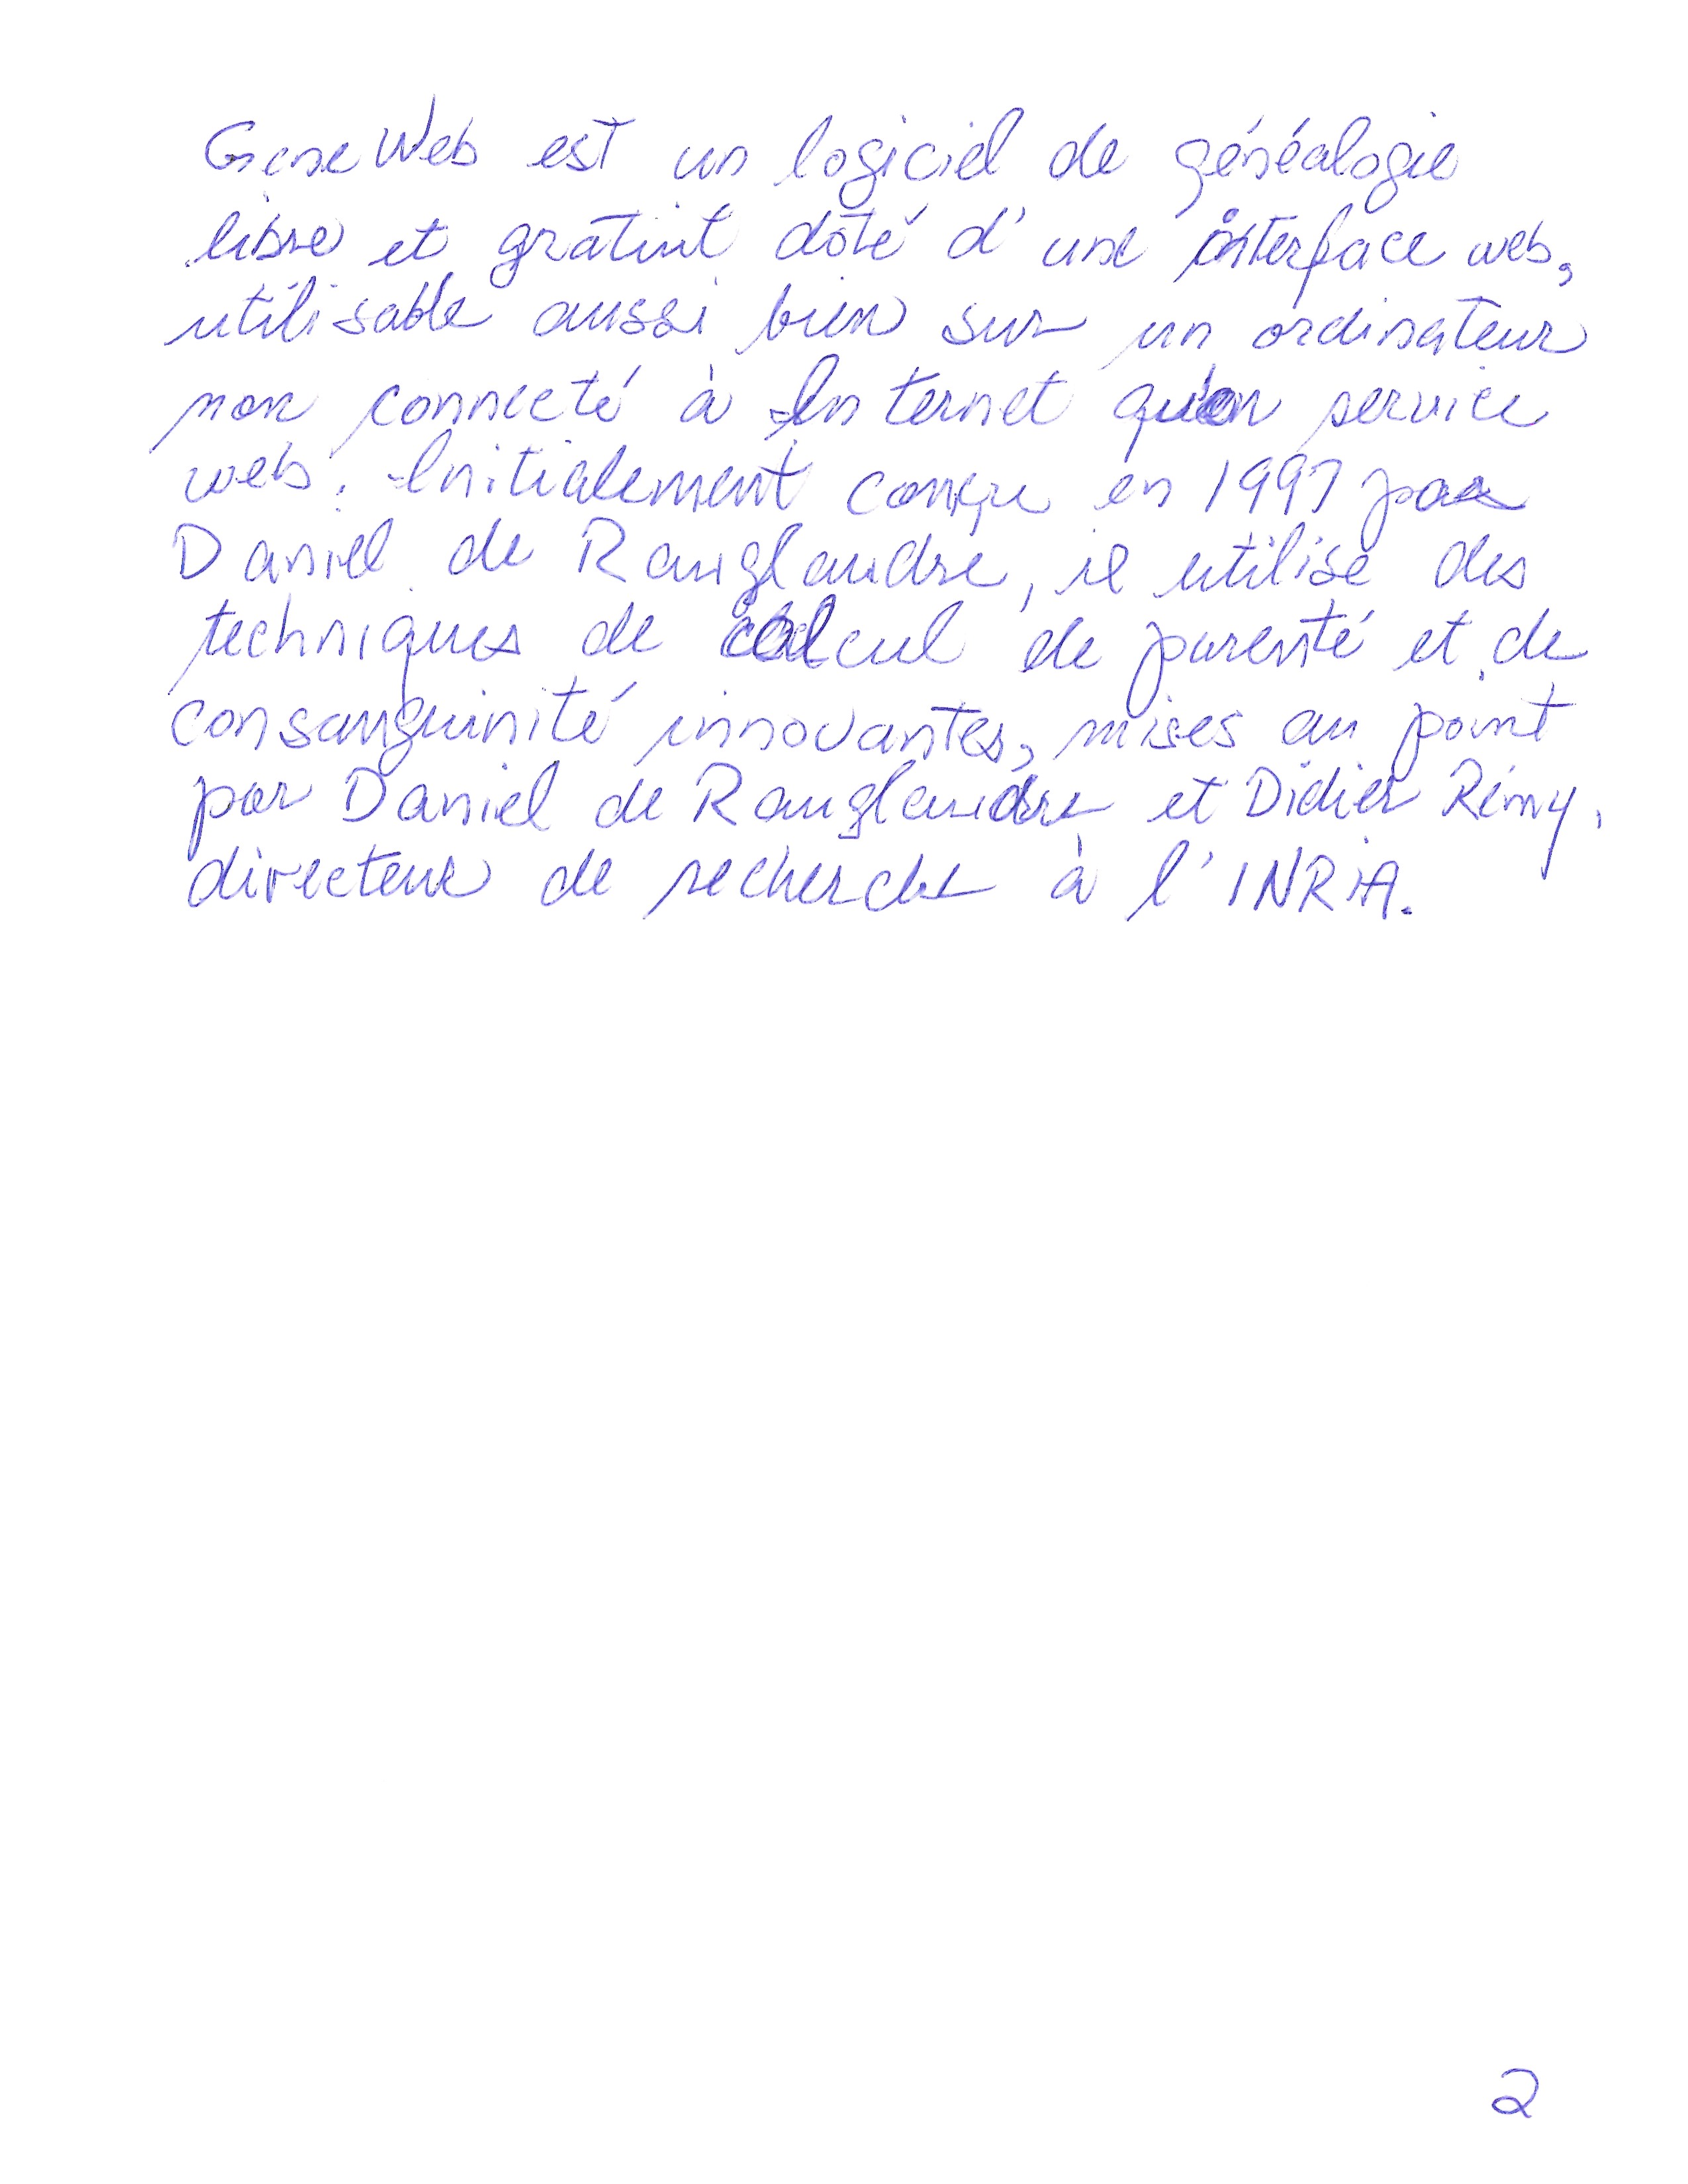 GeneWeb est un logiciel de généalogie
libre et gratuit doté d'une interface web,
utilisable aussi bien sur un ordinateur
non connecté à Internet qu'en service
web. Initialement conçu en 1997 par
Daniel de Rauglaudre, il utilise des
techniques de calcul de parenté et de
consanguinité innovantes, mises au point
par Daniel de Rauglaudre et Didier Rémy,
directeur de recherche à l'INRIA.
2